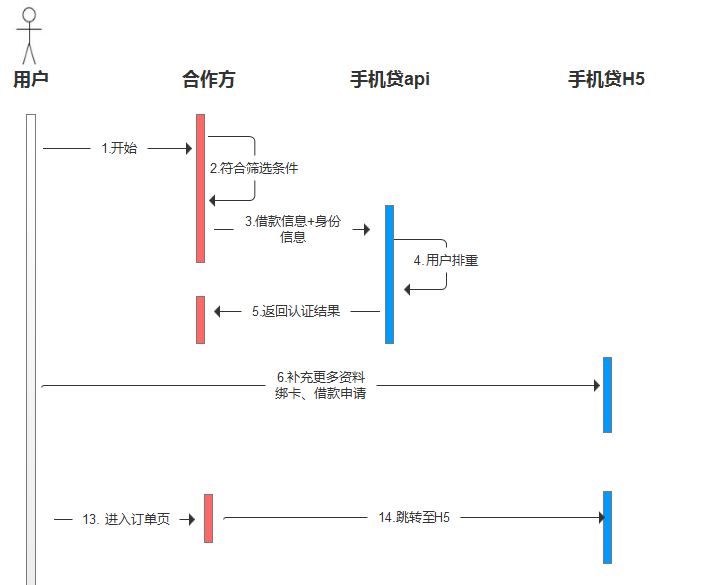 用户
合作方
手机贷api
手机贷H5
1.开始
2.符合筛选条件
3.借款信息+身份
信息
4.用户排重
5.返回认证结果
6.补充更多资料
绑卡、借款申请
13. 进入订单页
14.跳转至H5